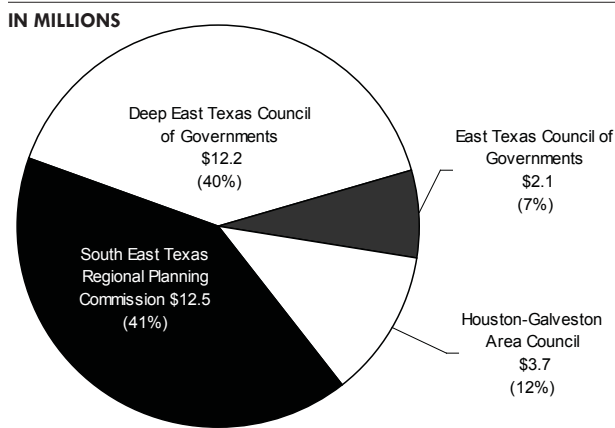 IN MILLIONS
Deep East Texas Council
of Governments
$12.2
(40%)
East Texas Council of
Governments
$2.1
(7%)
South East Texas
Regional Planning
Commission $12.5
(41%)
Houston-Galveston
Area Council
$3.7
(12%)